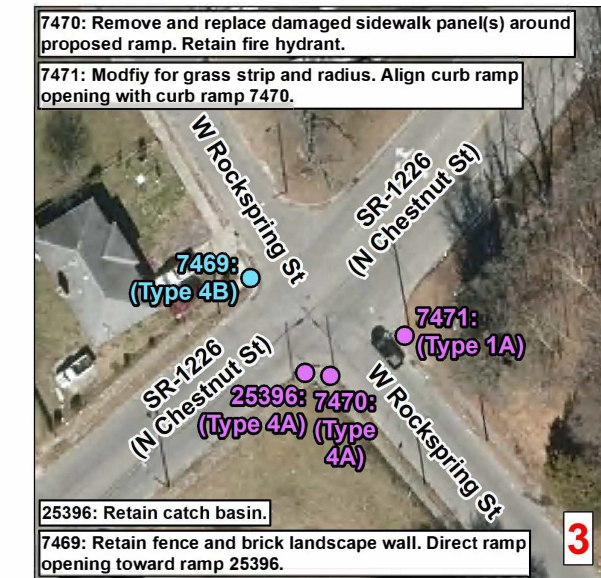 7470: Remove and replace damaged sidewalk panel(s) around
proposed ramp. Retain fire hydrant.
7471: Modfiy for grass strip and radius. Align curb ramp
opening with curb ramp 7470.
W Rockspring St
SR-1226
(N Chestnut St)
7469:
(Type 4B)
7471:
(Type 1A)
SR-1226
(N Chestnut St)
25396:
(Type 4A)
7470:
(Type
4A)
W Rockspring St
25396: Retain catch basin.
7469: Retain fence and brick landscape wall. Direct ramp
opening toward ramp 25396.
3